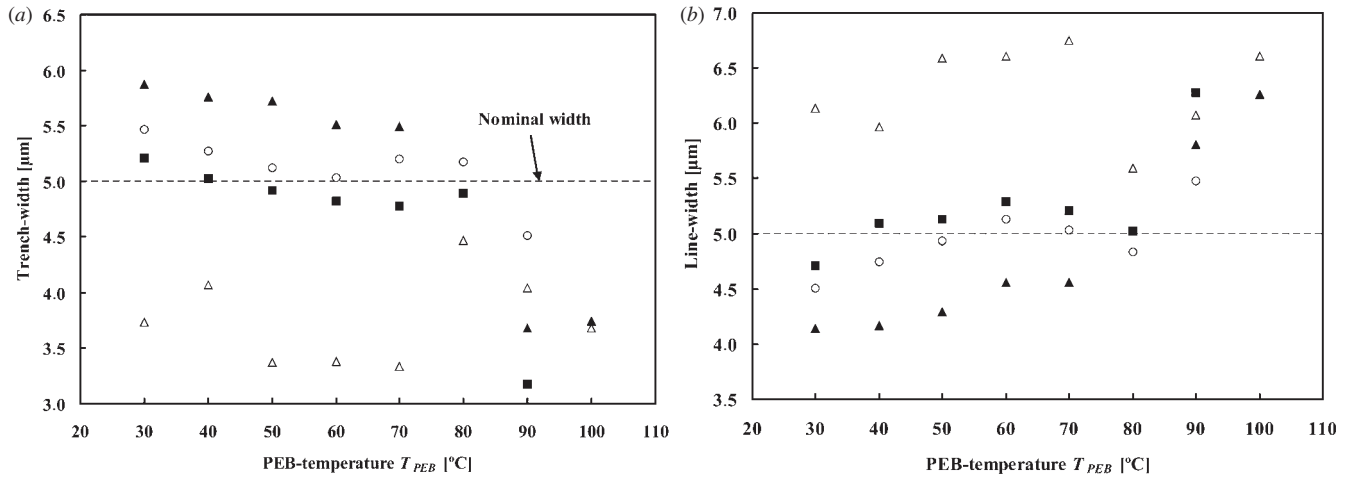 (a)
6.5
6.0
5.5
5.0
4.5
4.0
3.5
3.0
Trench-width [µm]
Nominal width
20 30 40 50 60 70 80 90 100 110
PEB-temperature T_PEB [ºC]
(b)
7.0
6.5
6.0
5.5
5.0
4.5
4.0
3.5
Line-width [µm]
20 30 40 50 60 70 80 90 100 110
PEB-temperature T_PEB [ºC]